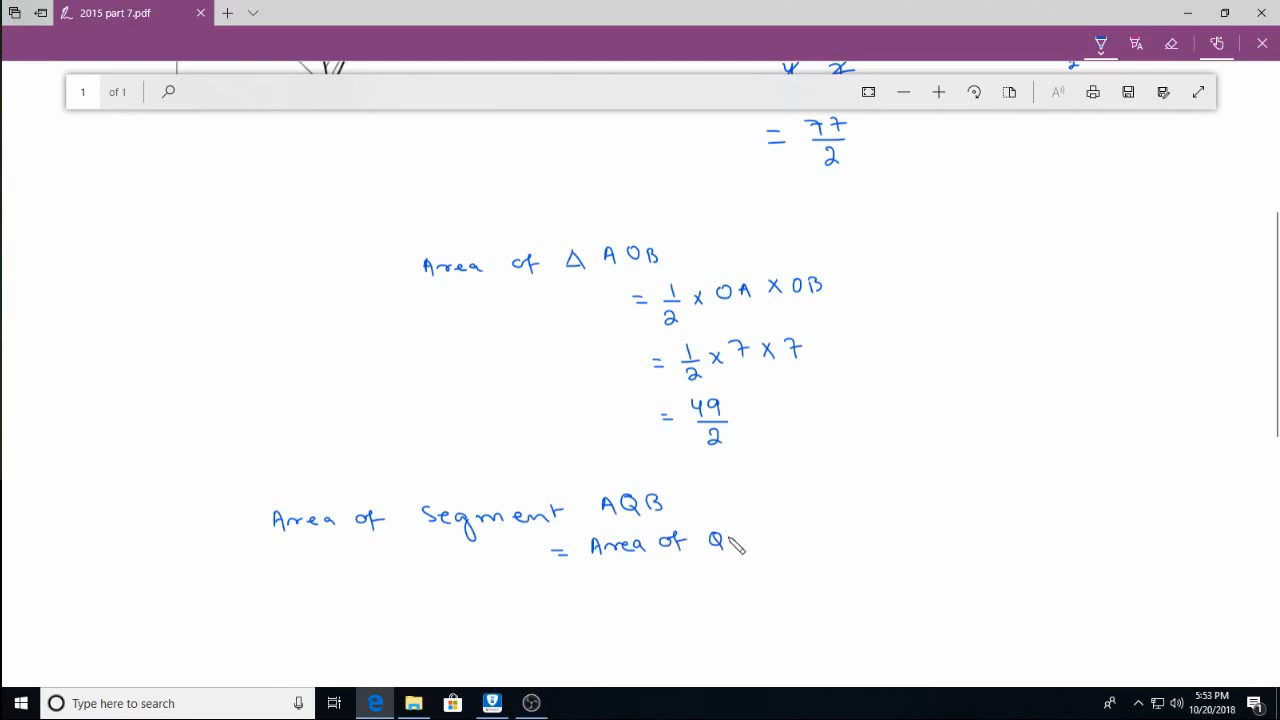 2015 part 7.pdf
1 of 1
= 77/2
Area of Δ AOB
= 1/2 × OA × OB
= 1/2 × 7 × 7
= 49/2
Area of Segment AQB
= Area of Q
Type here to search
5:53 PM
10/20/2018